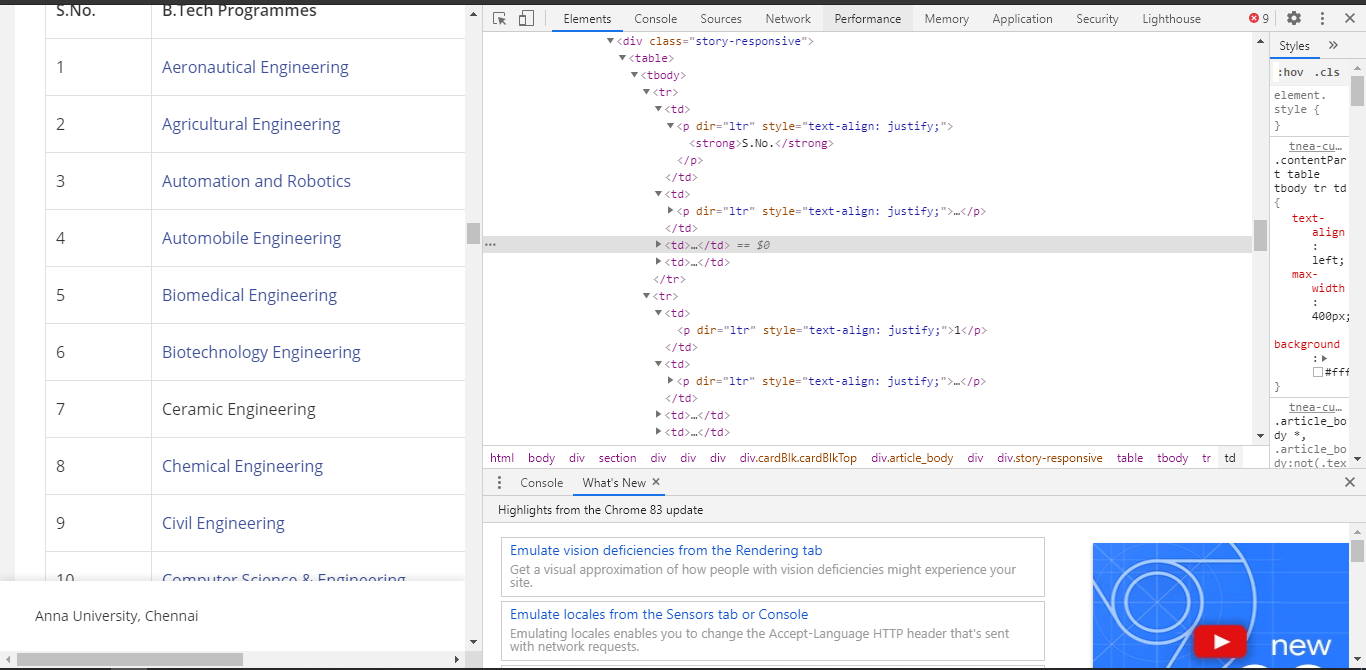 S.No. B.Tech Programmes
1 Aeronautical Engineering
2 Agricultural Engineering
3 Automation and Robotics
4 Automobile Engineering
5 Biomedical Engineering
6 Biotechnology Engineering
7 Ceramic Engineering
8 Chemical Engineering
9 Civil Engineering
10 Computer Science & Engineering
Anna University, Chennai
Elements Console Sources Network Performance Memory Application Security Lighthouse 9
<div class="story-responsive">
<table>
<tbody>
<tr>
<td>
<p dir="ltr" style="text-align: justify;">
<strong>S.No.</strong>
</p>
</td>
<td>
<p dir="ltr" style="text-align: justify;">…</p>
</td>
… <td>…</td> == $0
<td>…</td>
</tr>
<tr>
<td>
<p dir="ltr" style="text-align: justify;">1</p>
</td>
<td>
<p dir="ltr" style="text-align: justify;">…</p>
</td>
<td>…</td>
<td>…</td>
html body div section div div div div.cardBlk.cardBlkTop div.article_body div div.story-responsive table tbody tr td
Styles »
:hov .cls
element.
style {
}
tnea-cu…
.contentPar
t table
tbody tr td
{
text-
align
:
left;
max-
width
:
400px;
background
:
#fff
}
tnea-cu…
.article_bo
dy *,
.article_bo
dy:not(.tex
Console What's New
Highlights from the Chrome 83 update
Emulate vision deficiencies from the Rendering tab
Get a visual approximation of how people with vision deficiencies might experience your
site.
Emulate locales from the Sensors tab or Console
Emulating locales enables you to change the Accept-Language HTTP header that's sent
with network requests.
new